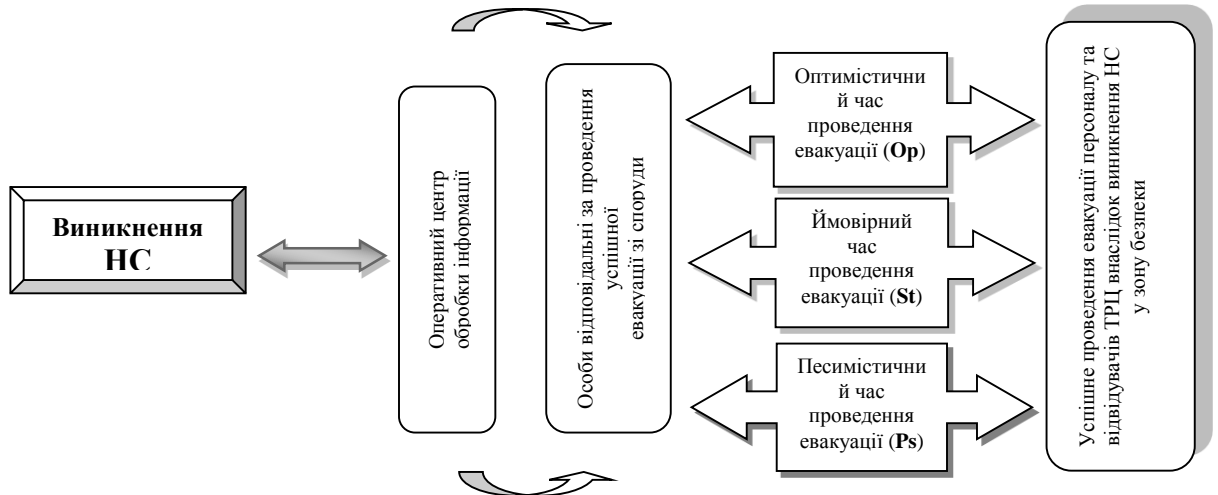 Виникнення
НС
Оперативний центр
обробки інформації
Особи відповідальні за проведення
успішної
евакуації зі споруди
Оптимістични
й час
проведення
евакуації (Op)
Ймовірний
час
проведення
евакуації (St)
Песимістични
й час
проведення
евакуації (Ps)
Успішне проведення евакуації персоналу та
відвідувачів ТРЦ внаслідок виникнення НС
у зону безпеки